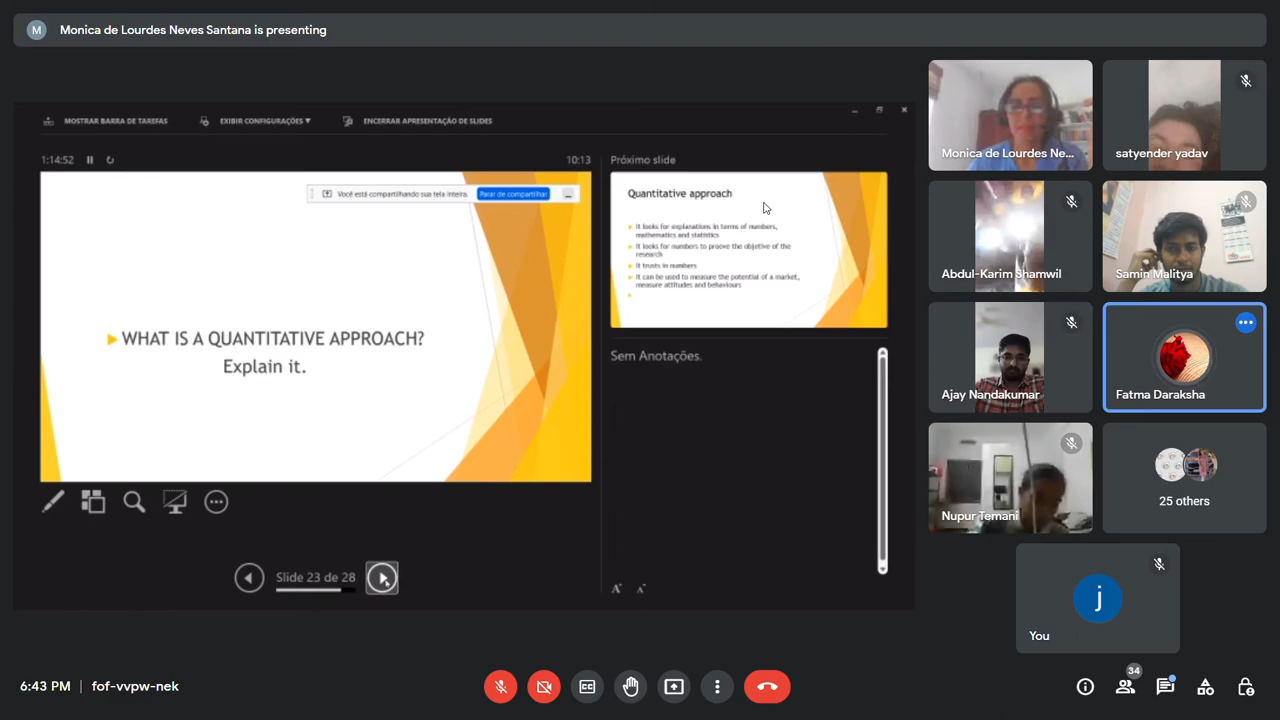 M
Monica de Lourdes Neves Santana is presenting
MOSTRAR BARRA DE TAREFAS
EXIBIR CONFIGURAÇÕES ▼
ENCERRAR APRESENTAÇÃO DE SLIDES
1:14:52
10:13
Você está compartilhando sua tela inteira.
Parar de compartilhar
WHAT IS A QUANTITATIVE APPROACH?
Explain it.
Próximo slide
Quantitative approach
It looks for explanations in terms of numbers,
mathematics and statistics
It looks for numbers to proove the objetive of the
research
It trusts in numbers
It can be used to measure the potential of a market,
measure attitudes and behaviours
Sem Anotações.
Slide 23 de 28
A
A
Monica de Lourdes Ne...
satyender yadav
Abdul-Karim Shamwil
Samin Malitya
Ajay Nandakumar
Fatma Daraksha
Nupur Temani
25 others
j
You
6:43 PM | fof-vvpw-nek
CC
34